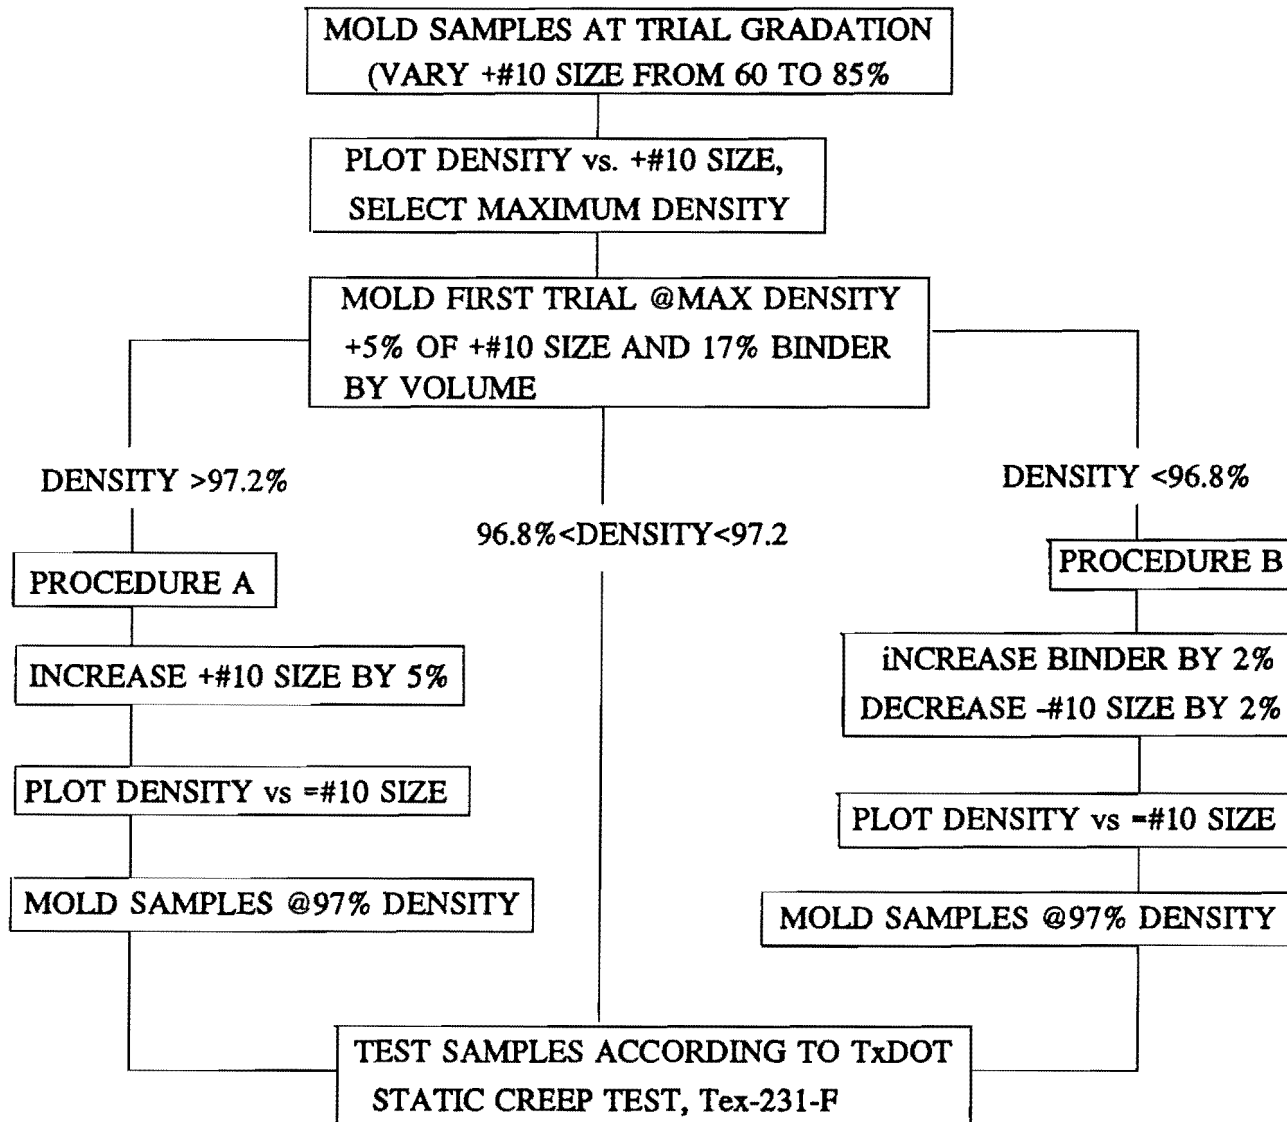 MOLD SAMPLES AT TRIAL GRADATION
(VARY +#10 SIZE FROM 60 TO 85%
PLOT DENSITY vs. +#10 SIZE,
SELECT MAXIMUM DENSITY
MOLD FIRST TRIAL @MAX DENSITY
+5% OF +#10 SIZE AND 17% BINDER
BY VOLUME
DENSITY >97.2%
96.8%<DENSITY<97.2
DENSITY <96.8%
PROCEDURE A
INCREASE +#10 SIZE BY 5%
PLOT DENSITY vs =#10 SIZE
MOLD SAMPLES @97% DENSITY
PROCEDURE B
iNCREASE BINDER BY 2%
DECREASE -#10 SIZE BY 2%
PLOT DENSITY vs =#10 SIZE
MOLD SAMPLES @97% DENSITY
TEST SAMPLES ACCORDING TO TxDOT
STATIC CREEP TEST, Tex-231-F